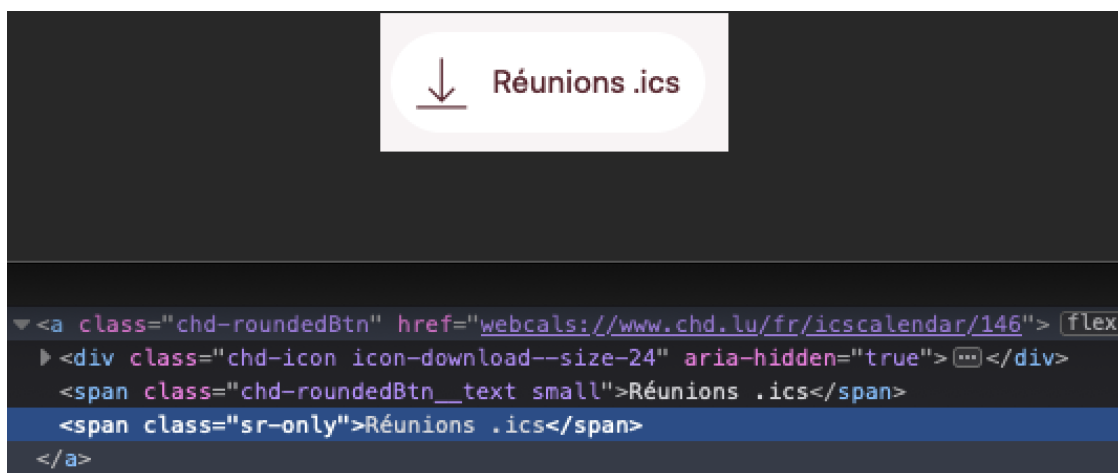 Réunions .ics
▼<a class="chd-roundedBtn" href="webcals://www.chd.lu/fr/icscalendar/146"> flex
▶<div class="chd-icon icon-download--size-24" aria-hidden="true">⋯</div>
<span class="chd-roundedBtn__text small">Réunions .ics</span>
<span class="sr-only">Réunions .ics</span>
</a>